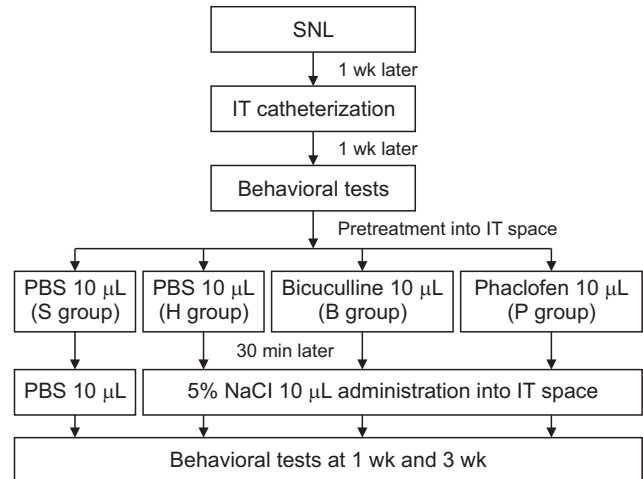 SNL
1 wk later
IT catheterization
1 wk later
Behavioral tests
Pretreatment into IT space
PBS 10 μL
(S group)
PBS 10 μL
(H group)
Bicuculline 10 μL
(B group)
Phaclofen 10 μL
(P group)
30 min later
PBS 10 μL
5% NaCl 10 μL administration into IT space
Behavioral tests at 1 wk and 3 wk